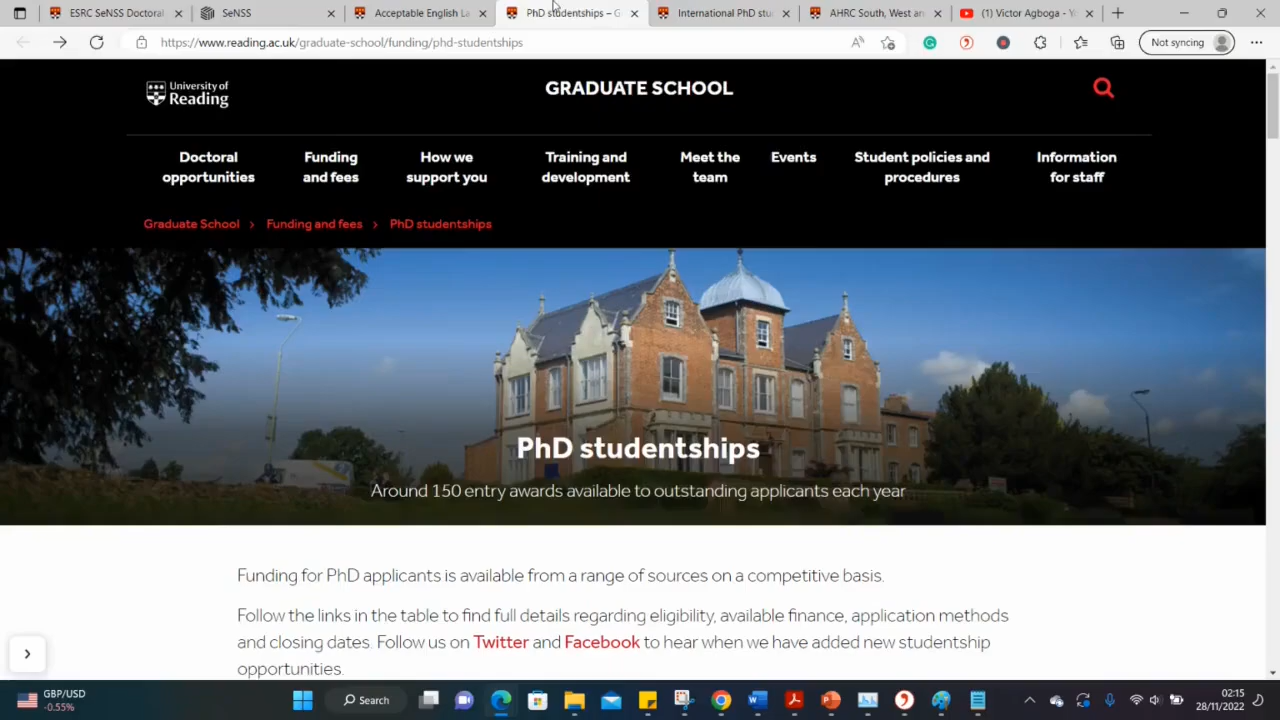 ESRC SeNSS Doctoral
SeNSS
Acceptable English La
PhD studentships – G
International PhD stu
AHRC South, West an
(1) Victor Agboga - Y
https://www.reading.ac.uk/graduate-school/funding/phd-studentships
Not syncing
University of
Reading
GRADUATE SCHOOL
Doctoral
opportunities
Funding
and fees
How we
support you
Training and
development
Meet the
team
Events
Student policies and
procedures
Information
for staff
Graduate School > Funding and fees > PhD studentships
PhD studentships
Around 150 entry awards available to outstanding applicants each year
Funding for PhD applicants is available from a range of sources on a competitive basis.
Follow the links in the table to find full details regarding eligibility, available finance, application methods
and closing dates. Follow us on Twitter and Facebook to hear when we have added new studentship
opportunities.
GBP/USD
-0.55%
Search
02:15
28/11/2022